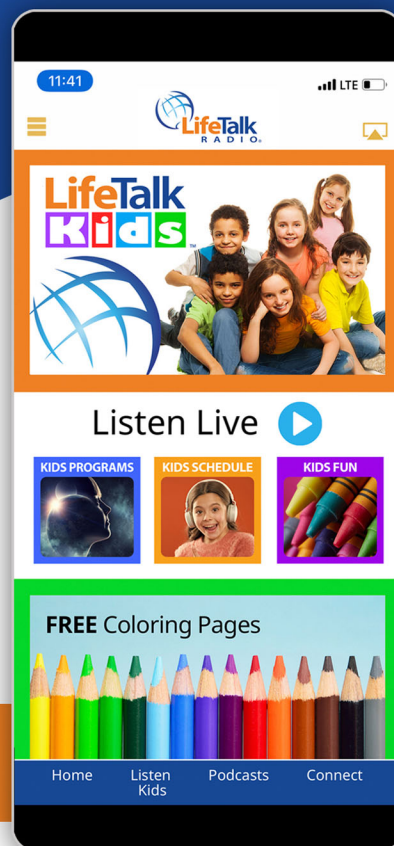 11:41
LTE
LifeTalk
RADIO®
LifeTalk
Kids™
Listen Live
KIDS PROGRAMS
KIDS SCHEDULE
KIDS FUN
FREE Coloring Pages
Home
Listen
Kids
Podcasts
Connect